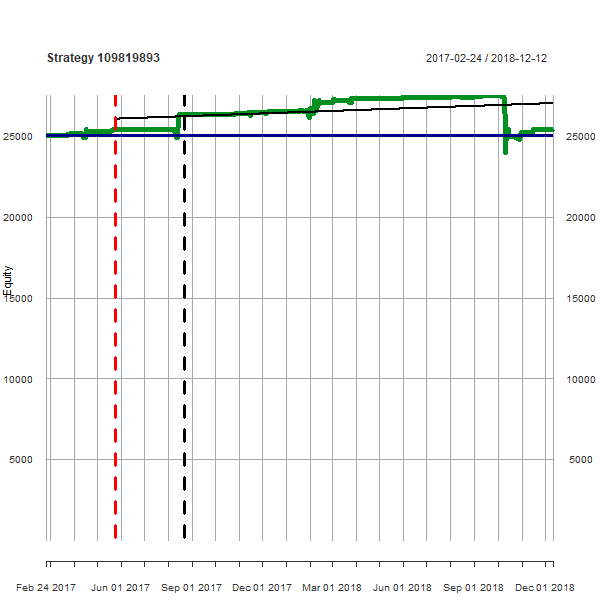 Strategy 109819893 2017-02-24 / 2018-12-12
25000 25000
20000 20000
Equity
15000 15000
10000 10000
5000 5000
Feb 24 2017 Jun 01 2017 Sep 01 2017 Dec 01 2017 Mar 01 2018 Jun 01 2018 Sep 01 2018 Dec 01 2018